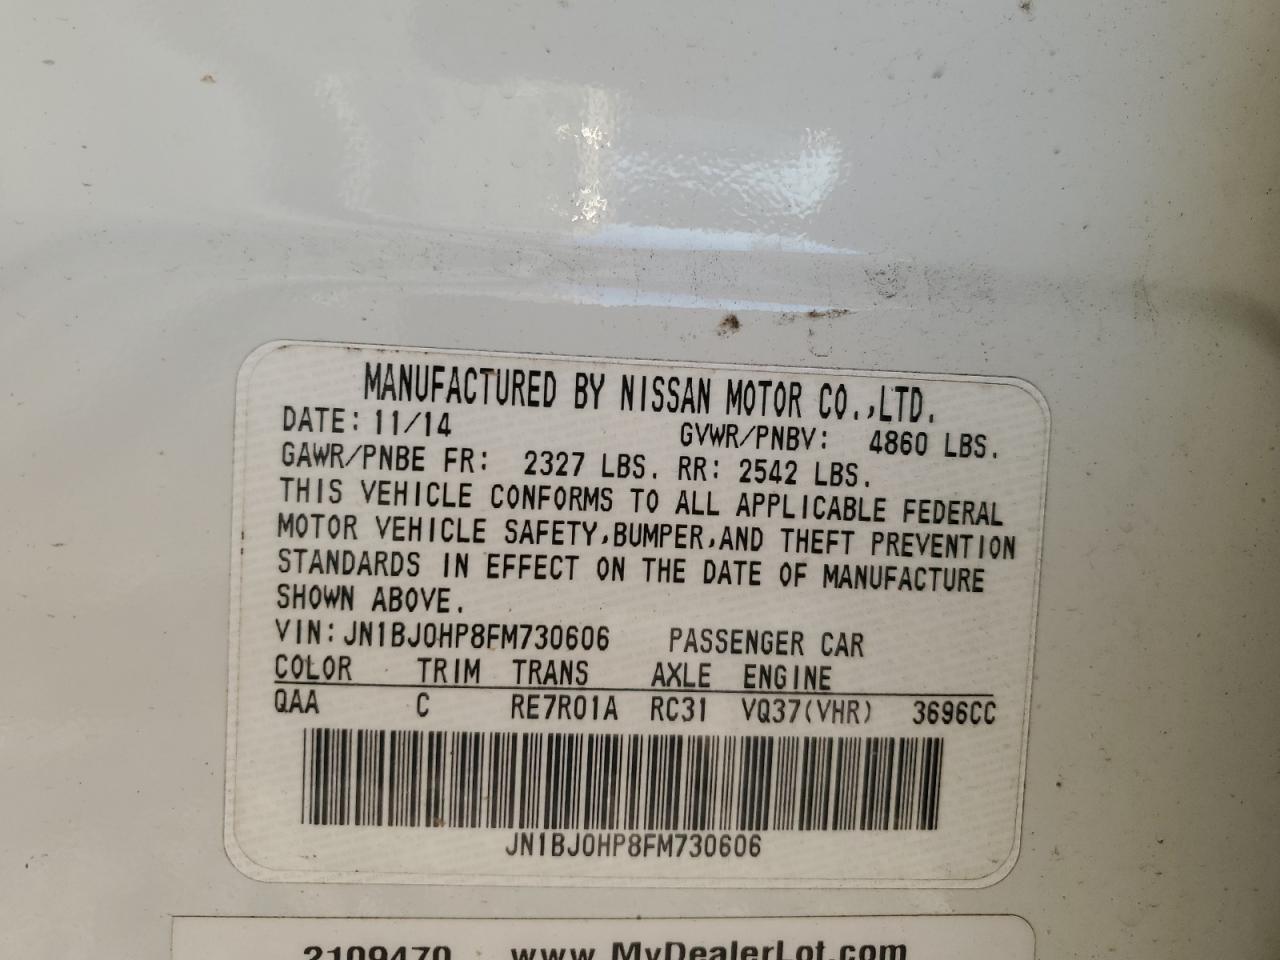 MANUFACTURED BY NISSAN MOTOR CO.,LTD.
DATE: 11/14 GVWR/PNBV: 4860 LBS.
GAWR/PNBE FR: 2327 LBS. RR: 2542 LBS.
THIS VEHICLE CONFORMS TO ALL APPLICABLE FEDERAL
MOTOR VEHICLE SAFETY,BUMPER,AND THEFT PREVENTION
STANDARDS IN EFFECT ON THE DATE OF MANUFACTURE
SHOWN ABOVE.
VIN:JN1BJ0HP8FM730606 PASSENGER CAR
COLOR TRIM TRANS AXLE ENGINE
QAA C RE7R01A RC31 VQ37(VHR) 3696CC
JN1BJ0HP8FM730606
2109470 www.MyDealerLot.com